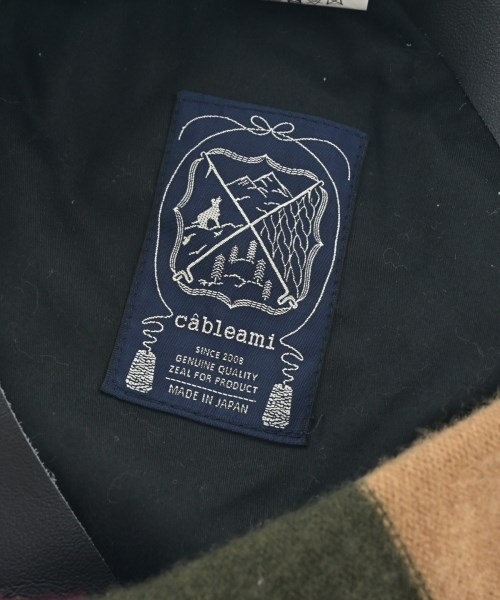 câbleami
SINCE 2008
GENUINE QUALITY
ZEAL FOR PRODUCT
MADE IN JAPAN